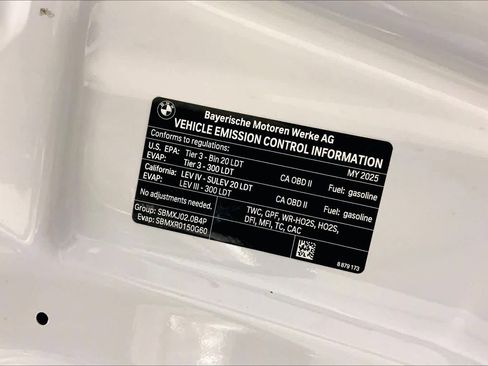 BMW
Bayerische Motoren Werke AG
VEHICLE EMISSION CONTROL INFORMATION
Conforms to regulations: MY 2025
U.S. EPA: Tier 3 - Bin 20 LDT CA OBD II Fuel: gasoline
EVAP: Tier 3 - 300 LDT
California: LEV IV - SULEV 20 LDT CA OBD II Fuel: gasoline
EVAP: LEV III - 300 LDT
No adjustments needed.
Group: SBMXJ02.0B4P
Evap: SBMXR0150G60
TWC, GPF, WR-HO2S, HO2S,
DFI, MFI, TC, CAC
8 879 173